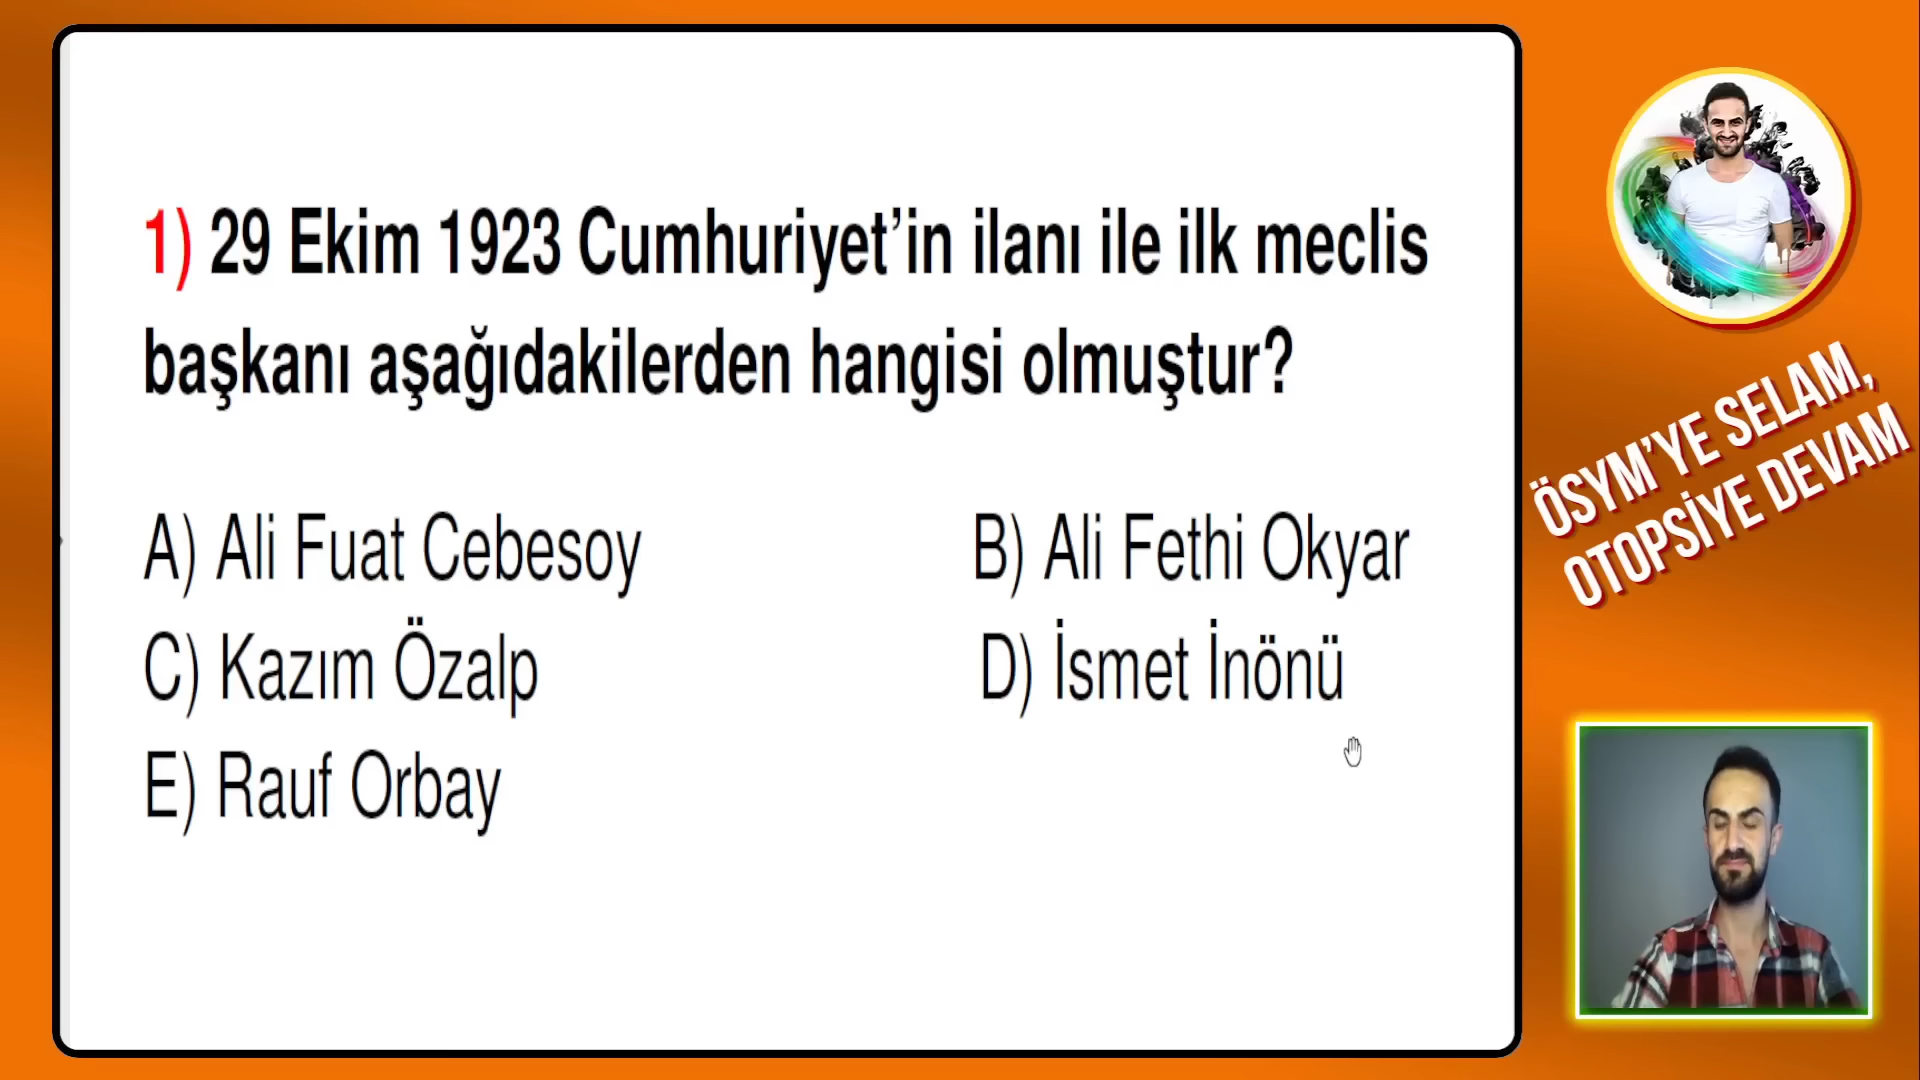 1) 29 Ekim 1923 Cumhuriyet’in ilanı ile ilk meclis
başkanı aşağıdakilerden hangisi olmuştur?
A) Ali Fuat Cebesoy
B) Ali Fethi Okyar
C) Kazım Özalp
D) İsmet İnönü
E) Rauf Orbay
ÖSYM’YE SELAM,
OTOPSİYE DEVAM